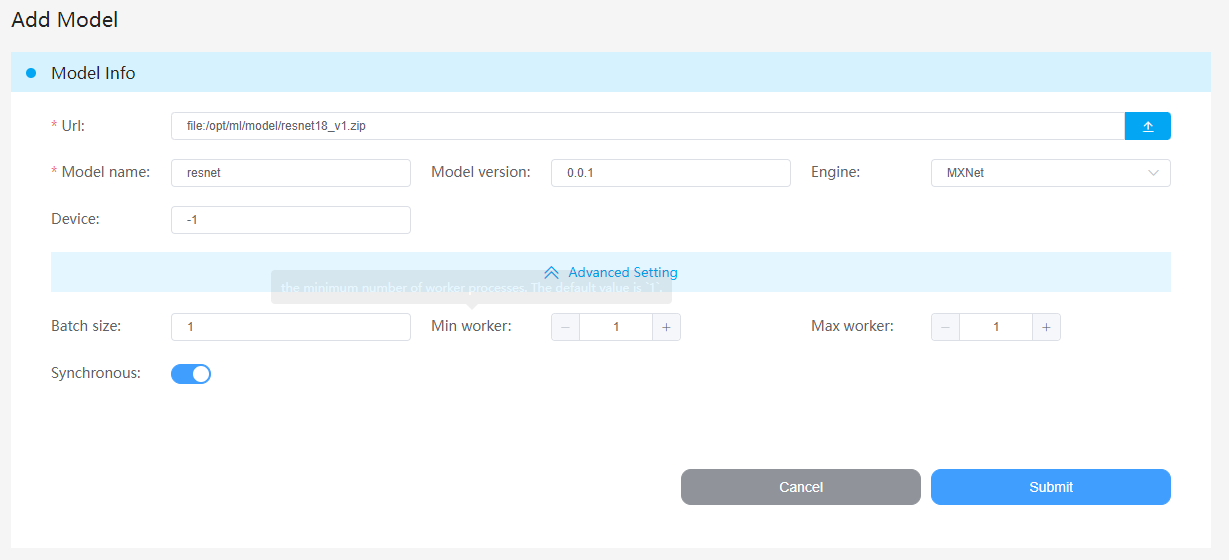 Add Model
Model Info
* Url: file:/opt/ml/model/resnet18_v1.zip
* Model name: resnet Model version: 0.0.1 Engine: MXNet
Device: -1
Advanced Setting
the minimum number of worker processes. The default value is `1`.
Batch size: 1 Min worker: − 1 + Max worker: − 1 +
Synchronous:
Cancel Submit